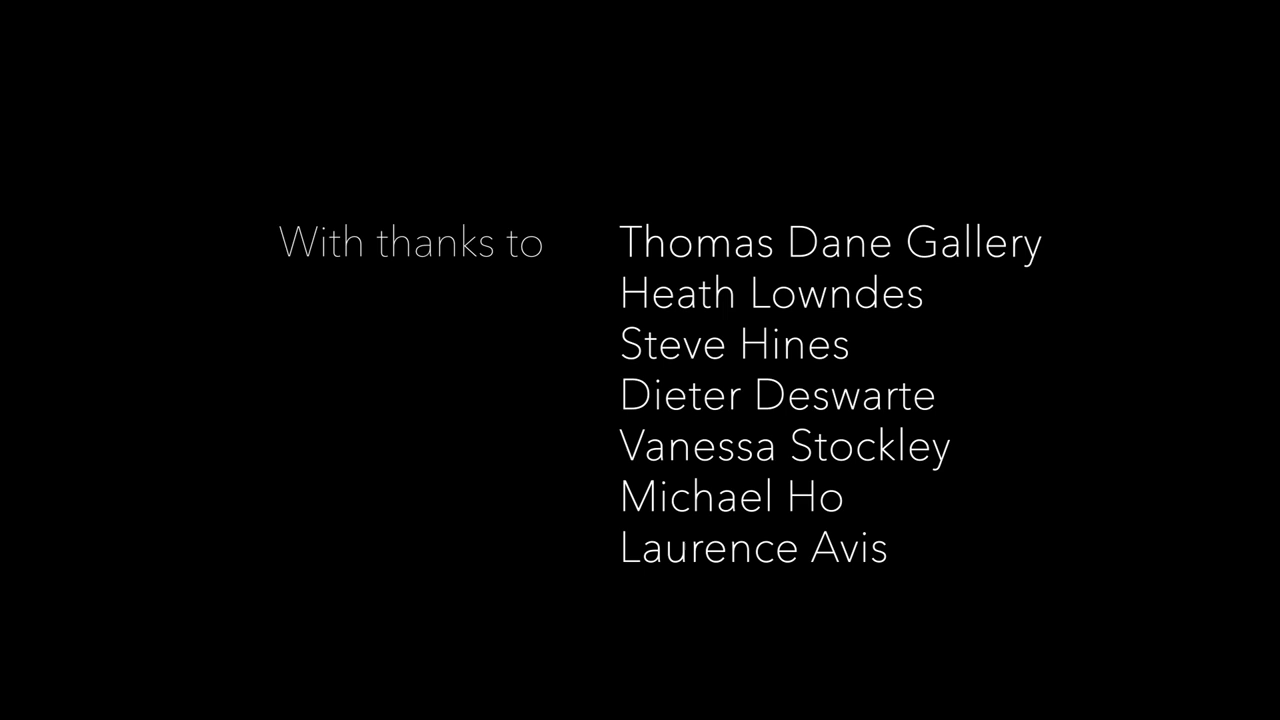 With thanks to Thomas Dane Gallery
Heath Lowndes
Steve Hines
Dieter Deswarte
Vanessa Stockley
Michael Ho
Laurence Avis